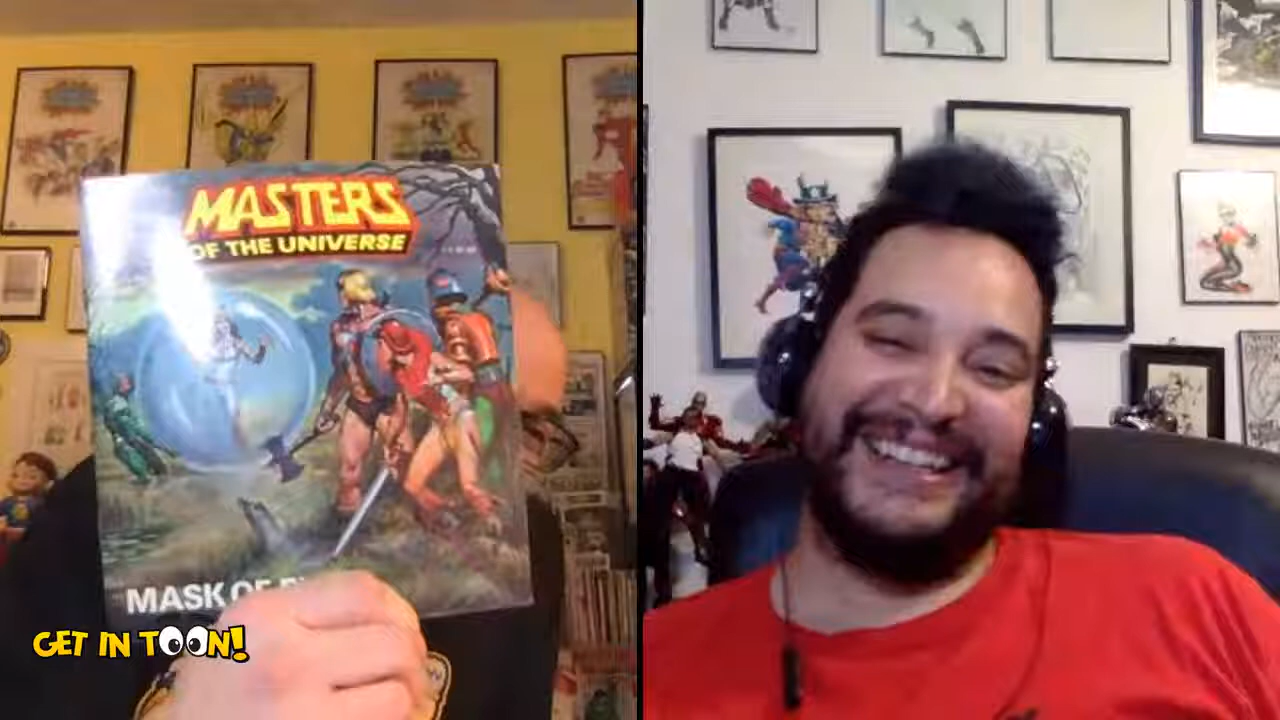 MASTERS
OF THE UNIVERSE
MASK OF
GET IN TOON!